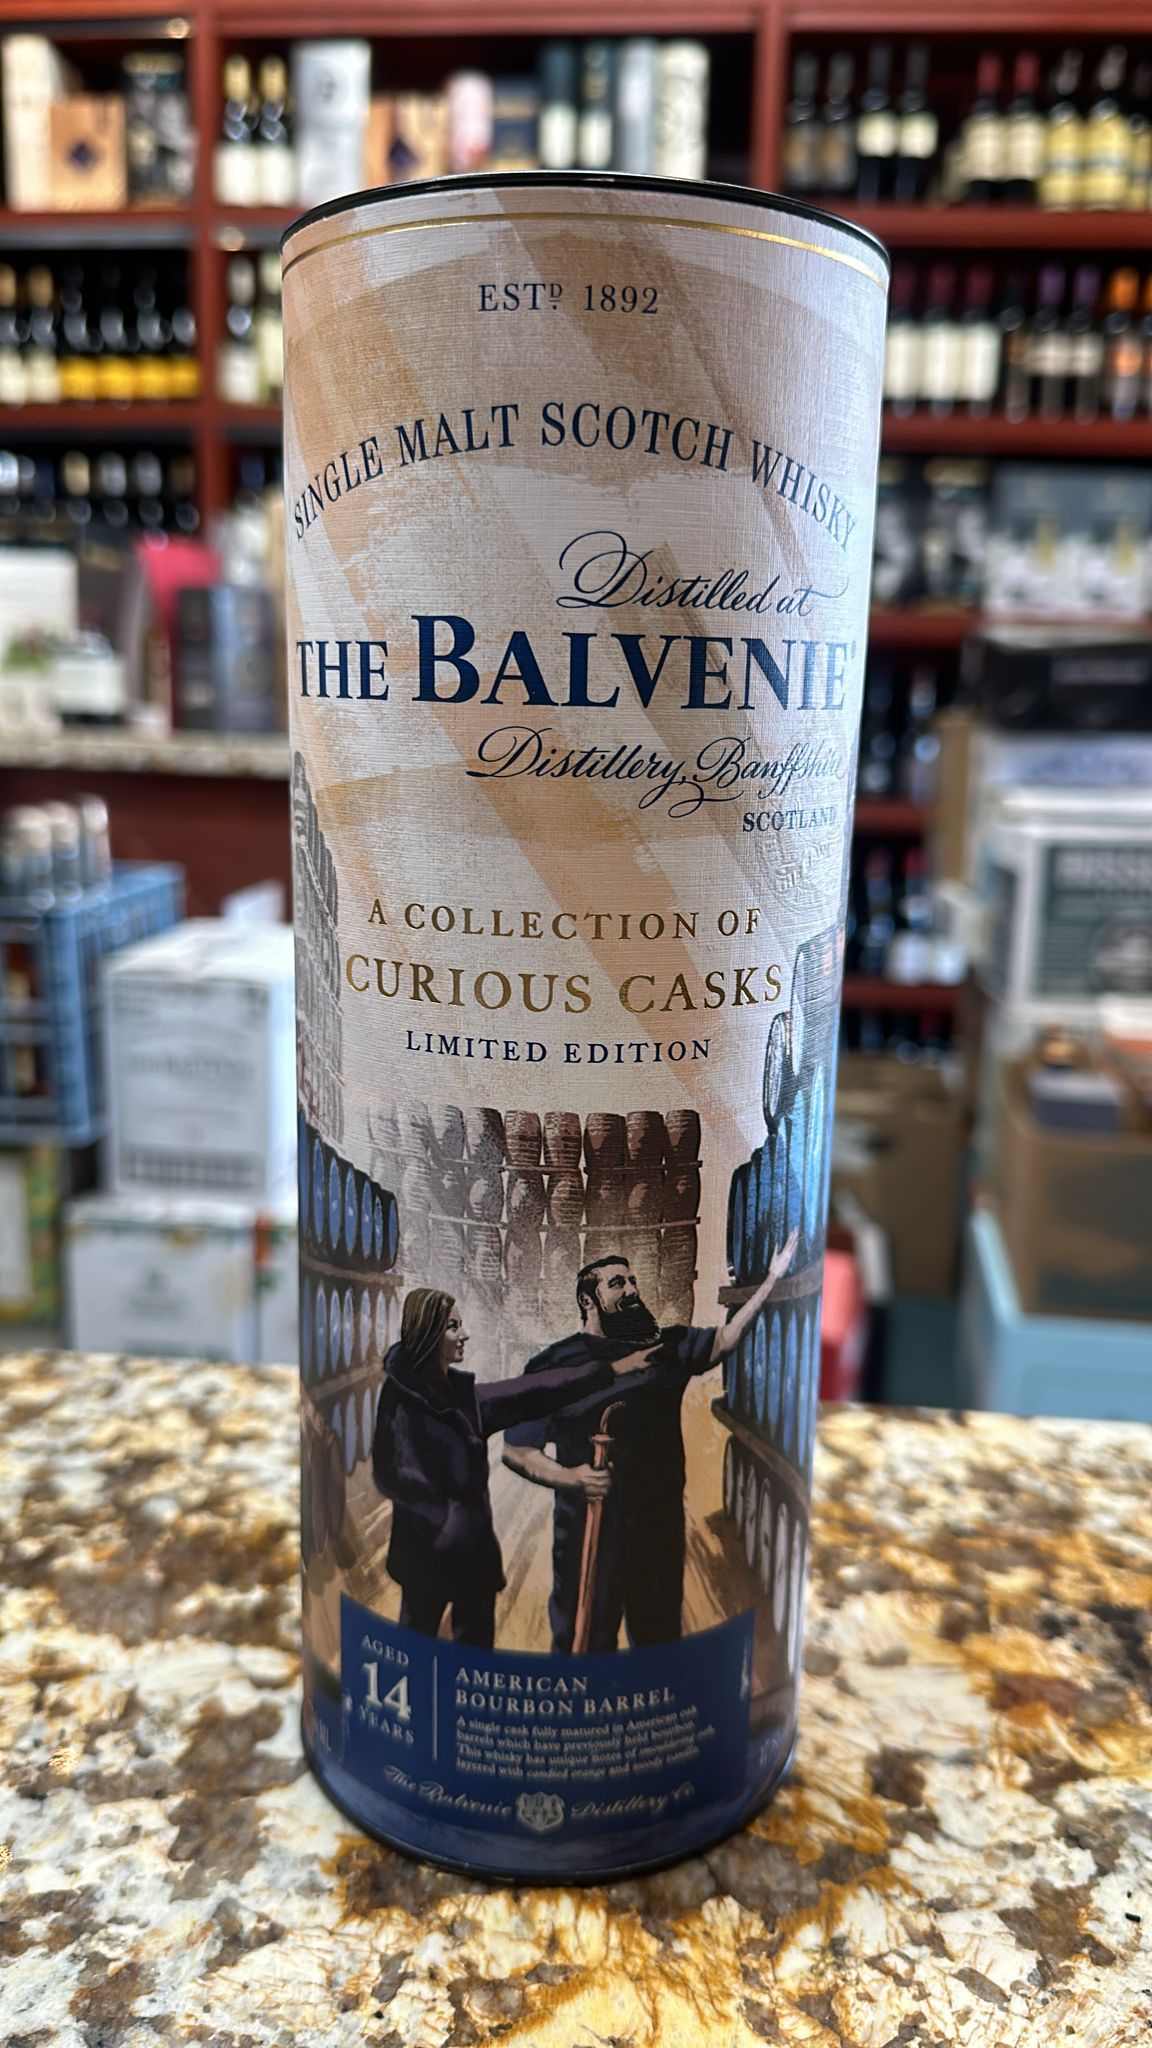 ESTD. 1892
SINGLE MALT SCOTCH WHISKY
Distilled at
THE BALVENIE®
Distillery, Banffshire
SCOTLAND
A COLLECTION OF
CURIOUS CASKS
LIMITED EDITION
AGED
14
YEARS
AMERICAN
BOURBON BARREL
A single cask fully matured in American oak
barrels which have previously held bourbon.
This whisky has unique notes of smouldering oak
layered with candied orange and woody vanilla.
The Balvenie Distillery Co.